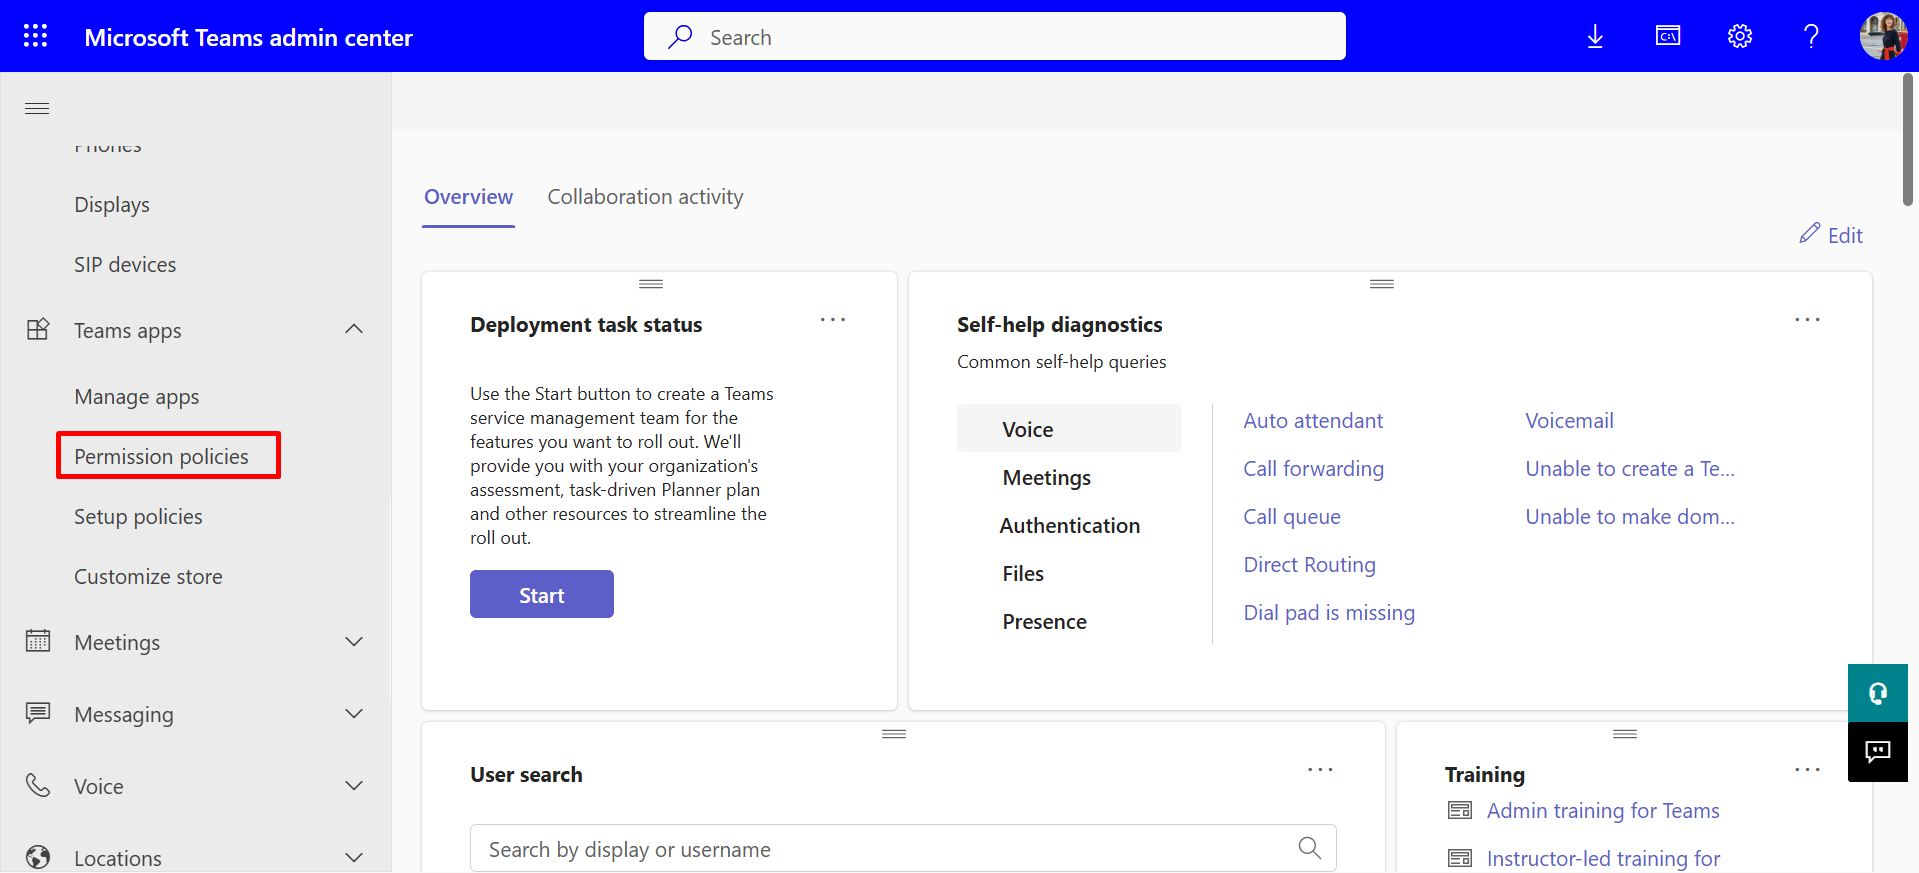 Microsoft Teams admin center
Search
Phones
Displays
SIP devices
Teams apps
Manage apps
Permission policies
Setup policies
Customize store
Meetings
Messaging
Voice
Locations
Overview
Collaboration activity
Edit
Deployment task status
Use the Start button to create a Teams
service management team for the
features you want to roll out. We'll
provide you with your organization's
assessment, task-driven Planner plan
and other resources to streamline the
roll out.
Start
Self-help diagnostics
Common self-help queries
Voice
Meetings
Authentication
Files
Presence
Auto attendant
Call forwarding
Call queue
Direct Routing
Dial pad is missing
Voicemail
Unable to create a Te...
Unable to make dom...
User search
Search by display or username
Training
Admin training for Teams
Instructor-led training for